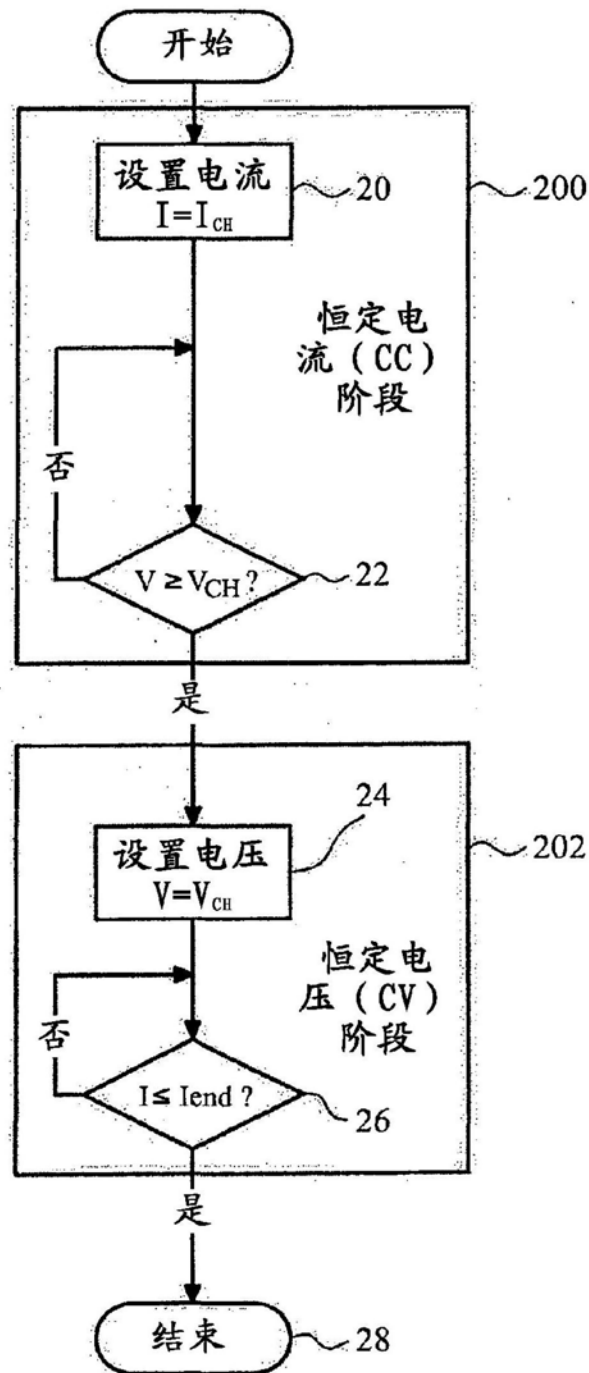 开始
设置电流
I=I_CH
20
200
恒定电
流（CC）
阶段
否
V ≥ V_CH ?
22
是
24
设置电压
V=V_CH
202
恒定电
压（CV）
阶段
否
I ≤ Iend ?
26
是
结束
28